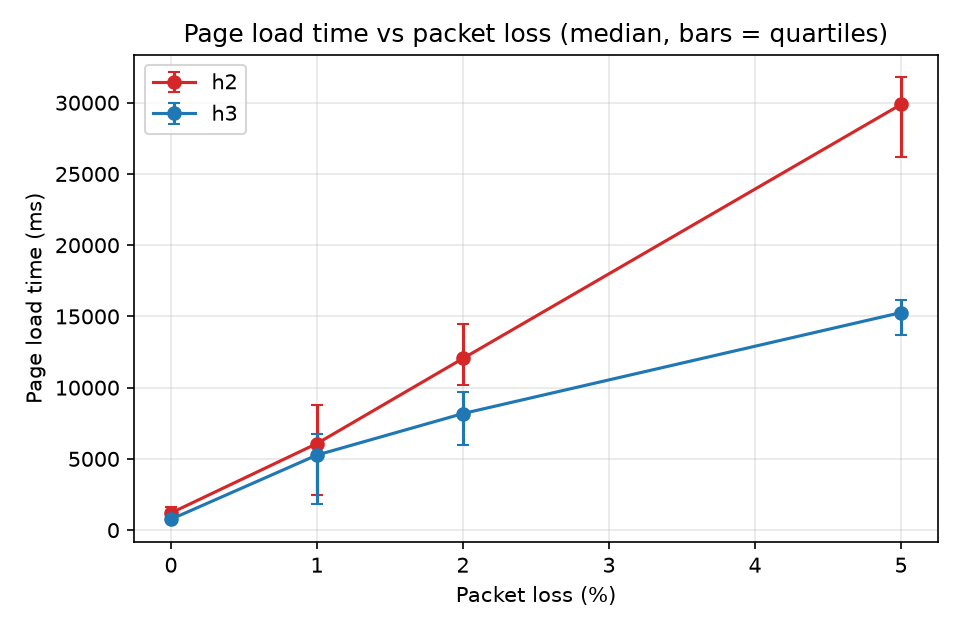 Page load time vs packet loss (median, bars = quartiles)
h2
h3
30000
25000
20000
15000
10000
5000
0
Page load time (ms)
0 1 2 3 4 5
Packet loss (%)